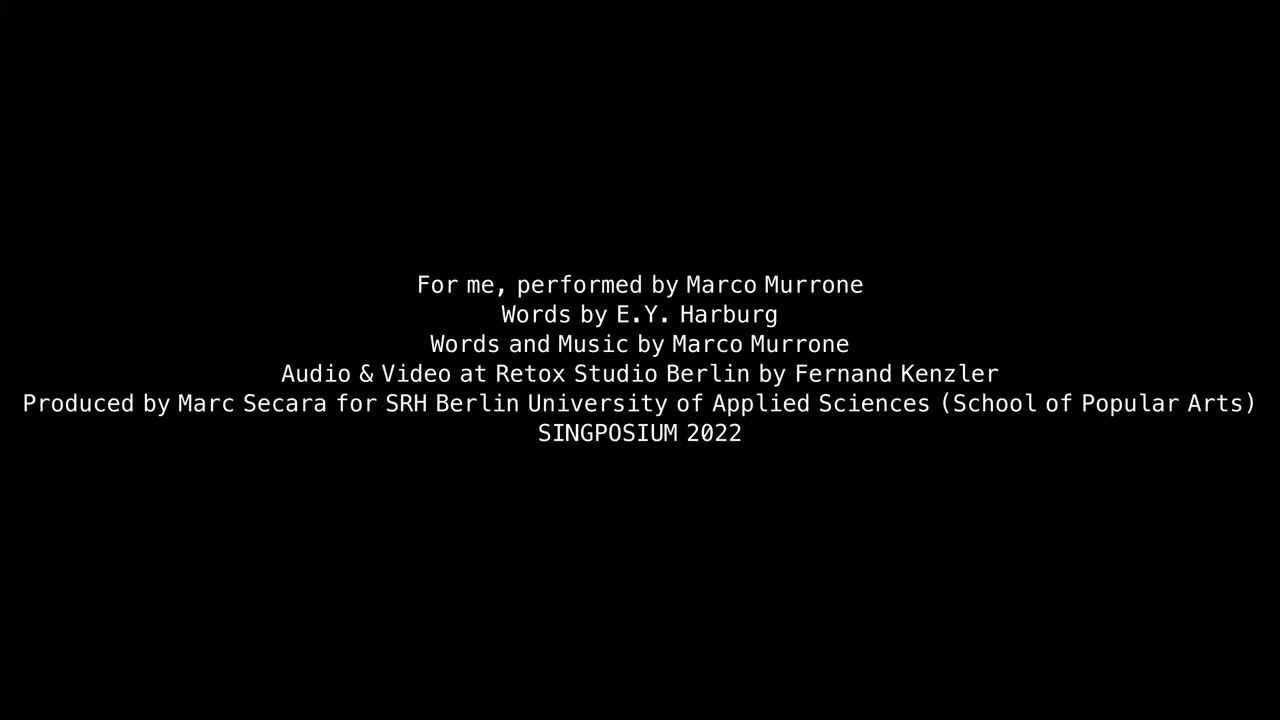 For me, performed by Marco Murrone
Words by E.Y. Harburg
Words and Music by Marco Murrone
Audio & Video at Retox Studio Berlin by Fernand Kenzler
Produced by Marc Secara for SRH Berlin University of Applied Sciences (School of Popular Arts)
SINGPOSIUM 2022